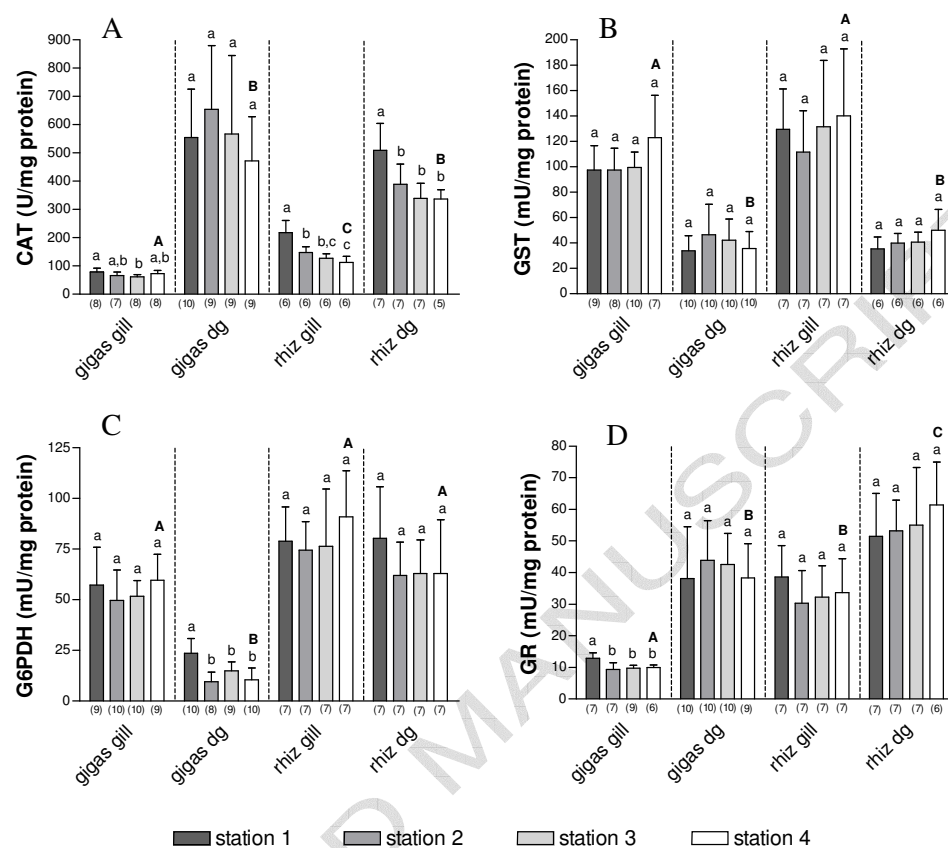 A
CAT (U/mg protein)
900
800
700
600
500
400
300
200
100
0
a a,b b a,b A
a a a a B
a b b,c c C
a b b b B
(8) (7) (8) (8) (10) (9) (9) (9) (6) (6) (6) (6) (7) (7) (7) (5)
gigas gill gigas dg rhiz gill rhiz dg
B
GST (mU/mg protein)
200
180
160
140
120
100
80
60
40
20
0
a a a a A
a a a a B
a a a a A
a a a a B
(9) (8) (10) (7) (10) (10) (10) (10) (7) (7) (7) (7) (6) (6) (6) (6)
gigas gill gigas dg rhiz gill rhiz dg
C
G6PDH (mU/mg protein)
125
100
75
50
25
0
a a a a A
a b b b B
a a a a A
a a a a A
(9) (10) (10) (9) (10) (8) (9) (10) (7) (7) (7) (7) (7) (7) (7) (7)
gigas gill gigas dg rhiz gill rhiz dg
D
GR (mU/mg protein)
80
70
60
50
40
30
20
10
0
a b b b A
a a a a B
a a a a B
a a a a C
(7) (7) (9) (6) (10) (10) (10) (9) (7) (7) (7) (7) (7) (7) (7) (6)
gigas gill gigas dg rhiz gill rhiz dg
station 1 station 2 station 3 station 4
D MANUSCRIP